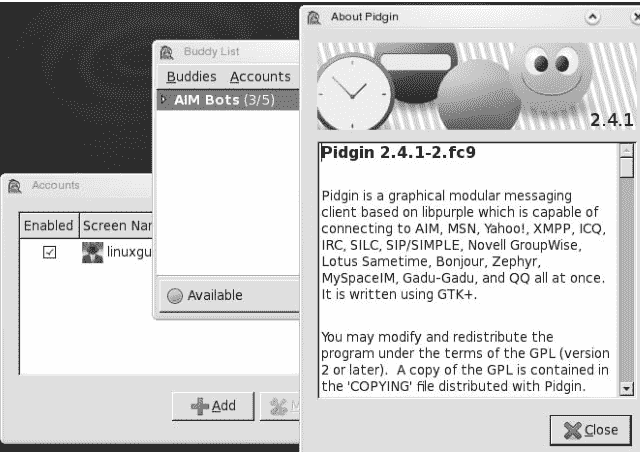 About Pidgin
Buddy List
Buddies Accounts
AIM Bots (3/5)
2.4.1
Pidgin 2.4.1-2.fc9
Pidgin is a graphical modular messaging
client based on libpurple which is capable of
connecting to AIM, MSN, Yahoo!, XMPP, ICQ,
IRC, SILC, SIP/SIMPLE, Novell GroupWise,
Lotus Sametime, Bonjour, Zephyr,
MySpaceIM, Gadu-Gadu, and QQ all at once.
It is written using GTK+.
You may modify and redistribute the
program under the terms of the GPL (version
2 or later). A copy of the GPL is contained in
the 'COPYING' file distributed with Pidgin.
Close
Accounts
Enabled Screen Nar
linuxgu
Available
Add